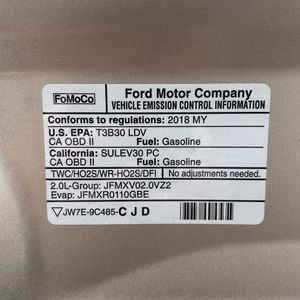 FoMoCo
Ford Motor Company
VEHICLE EMISSION CONTROL INFORMATION
Conforms to regulations: 2018 MY
U.S. EPA: T3B30 LDV
CA OBD II Fuel: Gasoline
California: SULEV30 PC
CA OBD II Fuel: Gasoline
TWC/HO2S/WR-HO2S/DFI No adjustments needed.
2.0L-Group: JFMXV02.0VZ2
Evap: JFMXR0110GBE
JW7E-9C485-C J D